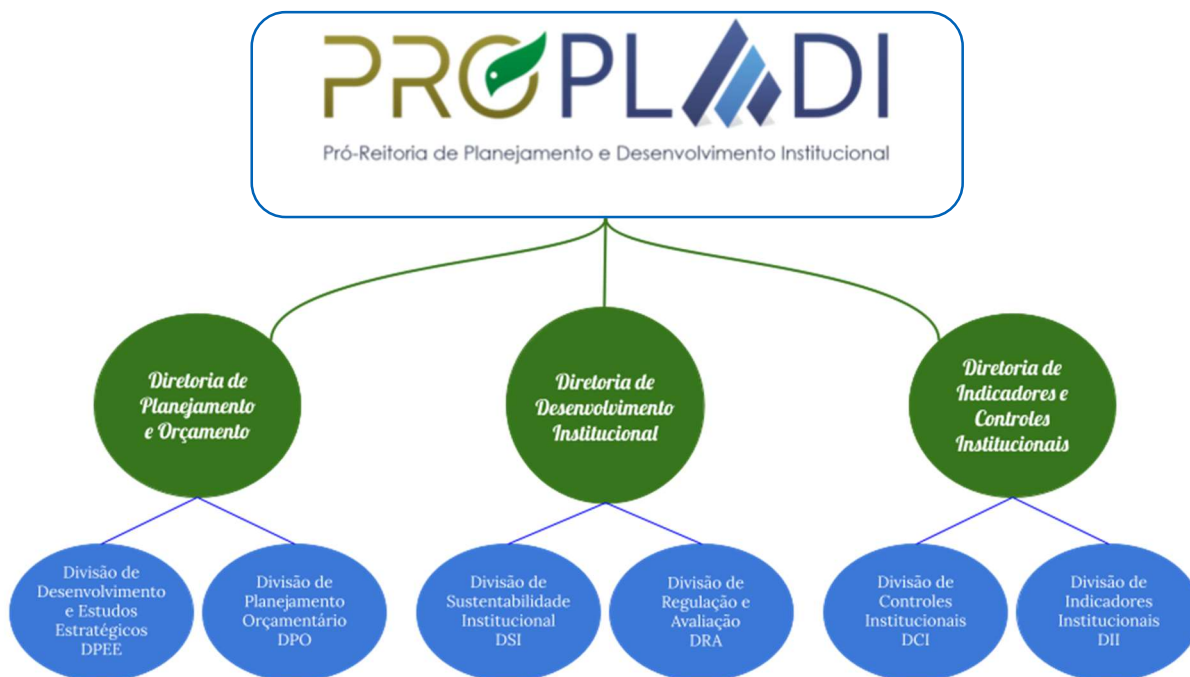 PROPLADI
Pró-Reitoria de Planejamento e Desenvolvimento Institucional
Diretoria de
Planejamento
e Orçamento
Diretoria de
Desenvolvimento
Institucional
Diretoria de
Indicadores e
Controles
Institucionais
Divisão de
Desenvolvimento
e Estudos
Estratégicos
DPEE
Divisão de
Planejamento
Orçamentário
DPO
Divisão de
Sustentabilidade
Institucional
DSI
Divisão de
Regulação e
Avaliação
DRA
Divisão de
Controles
Institucionais
DCI
Divisão de
Indicadores
Institucionais
DII